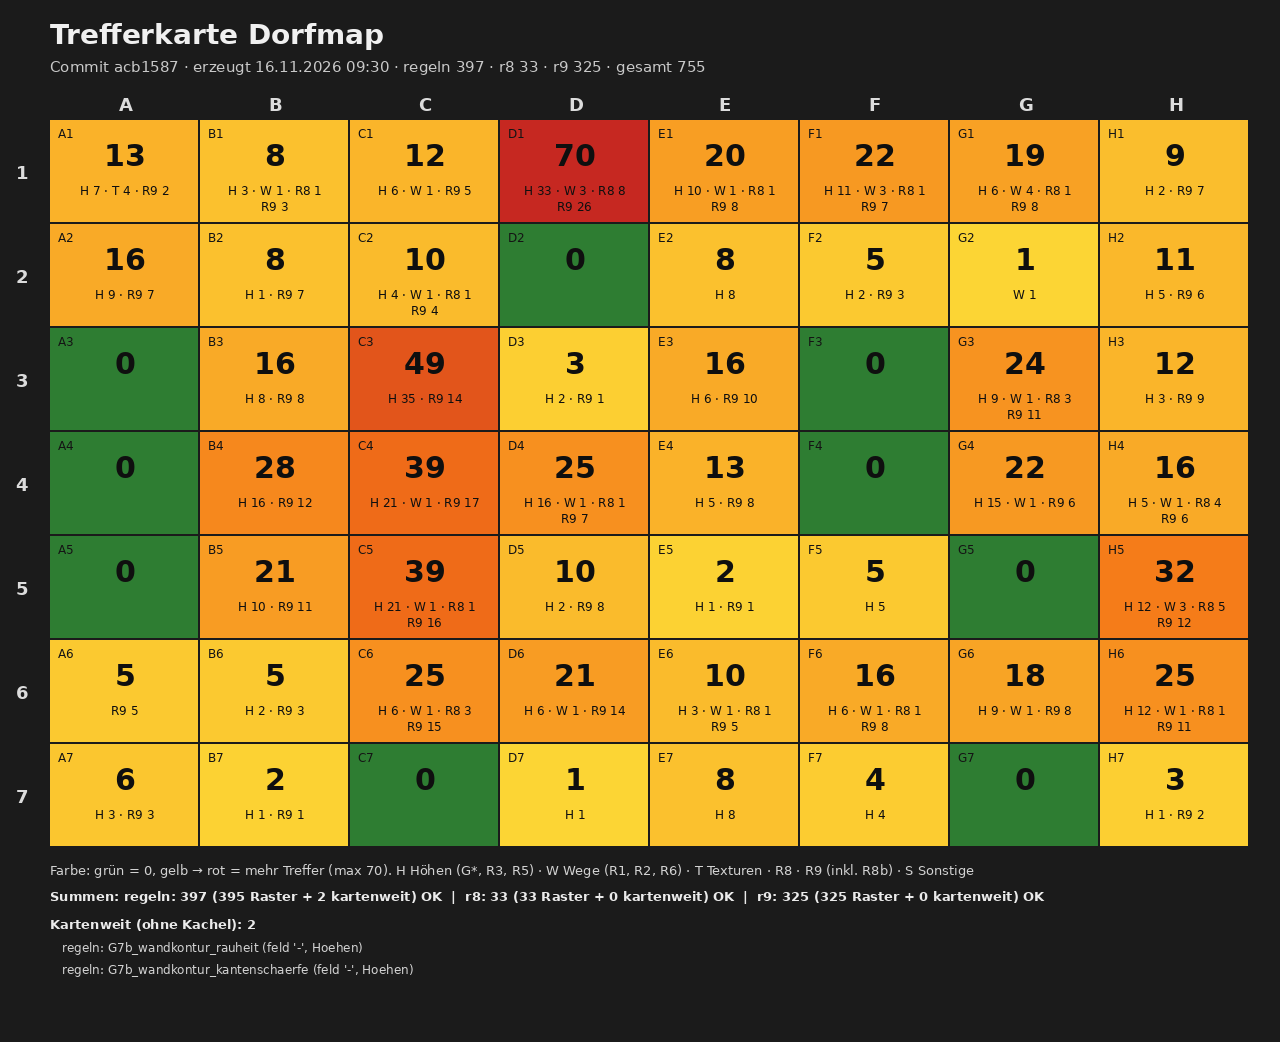 Trefferkarte Dorfmap
Commit acb1587 · erzeugt 16.11.2026 09:30 · regeln 397 · r8 33 · r9 325 · gesamt 755
A B C D E F G H
1
A1
13
H 7 · T 4 · R9 2
B1
8
H 3 · W 1 · R8 1
R9 3
C1
12
H 6 · W 1 · R9 5
D1
70
H 33 · W 3 · R8 8
R9 26
E1
20
H 10 · W 1 · R8 1
R9 8
F1
22
H 11 · W 3 · R8 1
R9 7
G1
19
H 6 · W 4 · R8 1
R9 8
H1
9
H 2 · R9 7
2
A2
16
H 9 · R9 7
B2
8
H 1 · R9 7
C2
10
H 4 · W 1 · R8 1
R9 4
D2
0
E2
8
H 8
F2
5
H 2 · R9 3
G2
1
W 1
H2
11
H 5 · R9 6
3
A3
0
B3
16
H 8 · R9 8
C3
49
H 35 · R9 14
D3
3
H 2 · R9 1
E3
16
H 6 · R9 10
F3
0
G3
24
H 9 · W 1 · R8 3
R9 11
H3
12
H 3 · R9 9
4
A4
0
B4
28
H 16 · R9 12
C4
39
H 21 · W 1 · R9 17
D4
25
H 16 · W 1 · R8 1
R9 7
E4
13
H 5 · R9 8
F4
0
G4
22
H 15 · W 1 · R9 6
H4
16
H 5 · W 1 · R8 4
R9 6
5
A5
0
B5
21
H 10 · R9 11
C5
39
H 21 · W 1 · R8 1
R9 16
D5
10
H 2 · R9 8
E5
2
H 1 · R9 1
F5
5
H 5
G5
0
H5
32
H 12 · W 3 · R8 5
R9 12
6
A6
5
R9 5
B6
5
H 2 · R9 3
C6
25
H 6 · W 1 · R8 3
R9 15
D6
21
H 6 · W 1 · R9 14
E6
10
H 3 · W 1 · R8 1
R9 5
F6
16
H 6 · W 1 · R8 1
R9 8
G6
18
H 9 · W 1 · R9 8
H6
25
H 12 · W 1 · R8 1
R9 11
7
A7
6
H 3 · R9 3
B7
2
H 1 · R9 1
C7
0
D7
1
H 1
E7
8
H 8
F7
4
H 4
G7
0
H7
3
H 1 · R9 2
Farbe: grün = 0, gelb → rot = mehr Treffer (max 70). H Höhen (G*, R3, R5) · W Wege (R1, R2, R6) · T Texturen · R8 · R9 (inkl. R8b) · S Sonstige
Summen: regeln: 397 (395 Raster + 2 kartenweit) OK | r8: 33 (33 Raster + 0 kartenweit) OK | r9: 325 (325 Raster + 0 kartenweit) OK
Kartenweit (ohne Kachel): 2
regeln: G7b_wandkontur_rauheit (feld '-', Hoehen)
regeln: G7b_wandkontur_kantenschaerfe (feld '-', Hoehen)